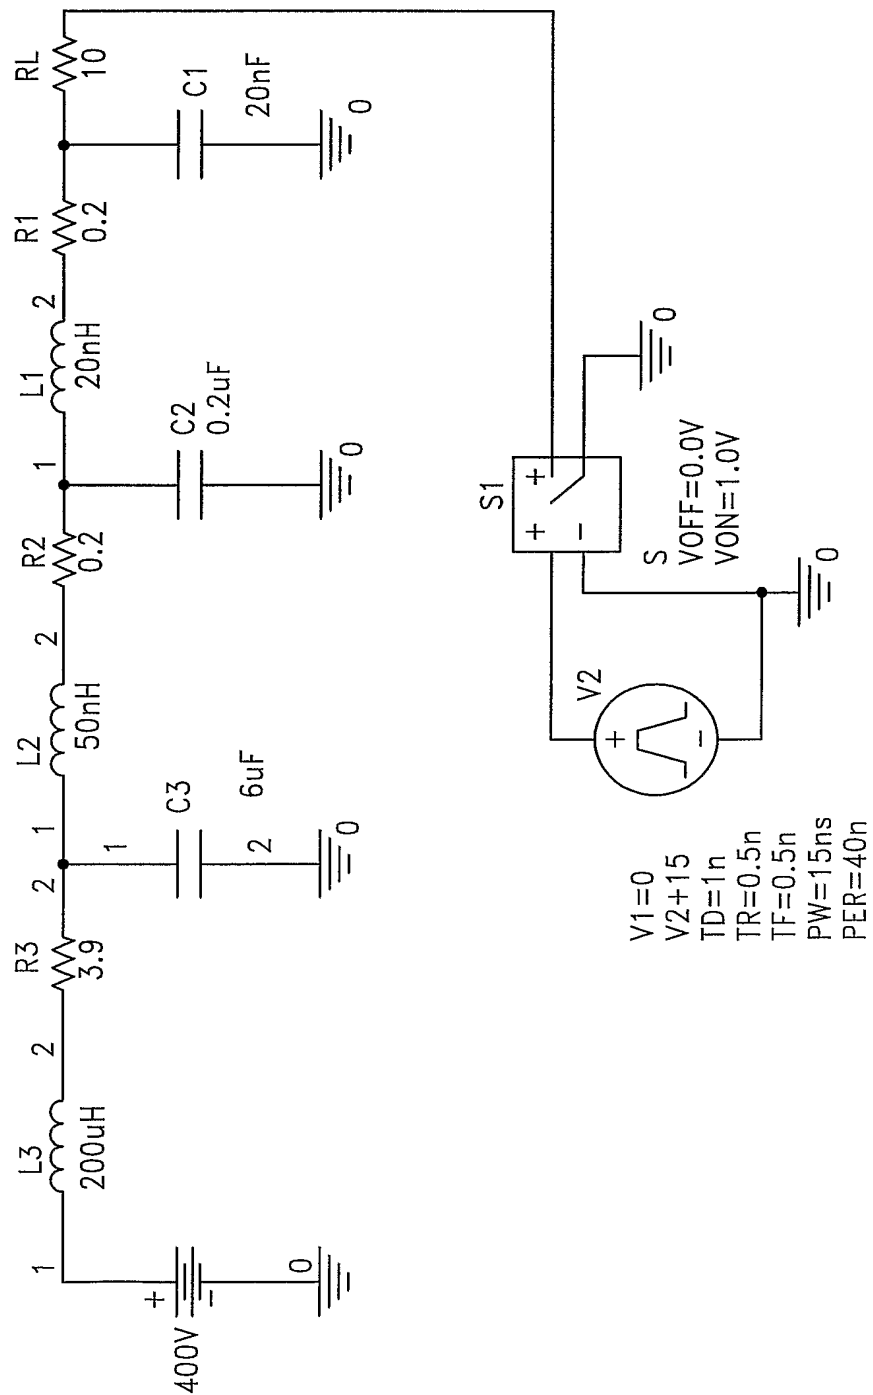 400V
+
-
0
1
L3
200uH
2
R3
3.9
2
1
C3
6uF
2
0
1
L2
50nH
2
R2
0.2
C2
0.2uF
0
1
L1
20nH
2
R1
0.2
C1
20nF
0
RL
10
V1=0
V2+15
TD=1n
TR=0.5n
TF=0.5n
PW=15ns
PER=40n
V2
+
-
0
S1
+
+
-
S
VOFF=0.0V
VON=1.0V
0